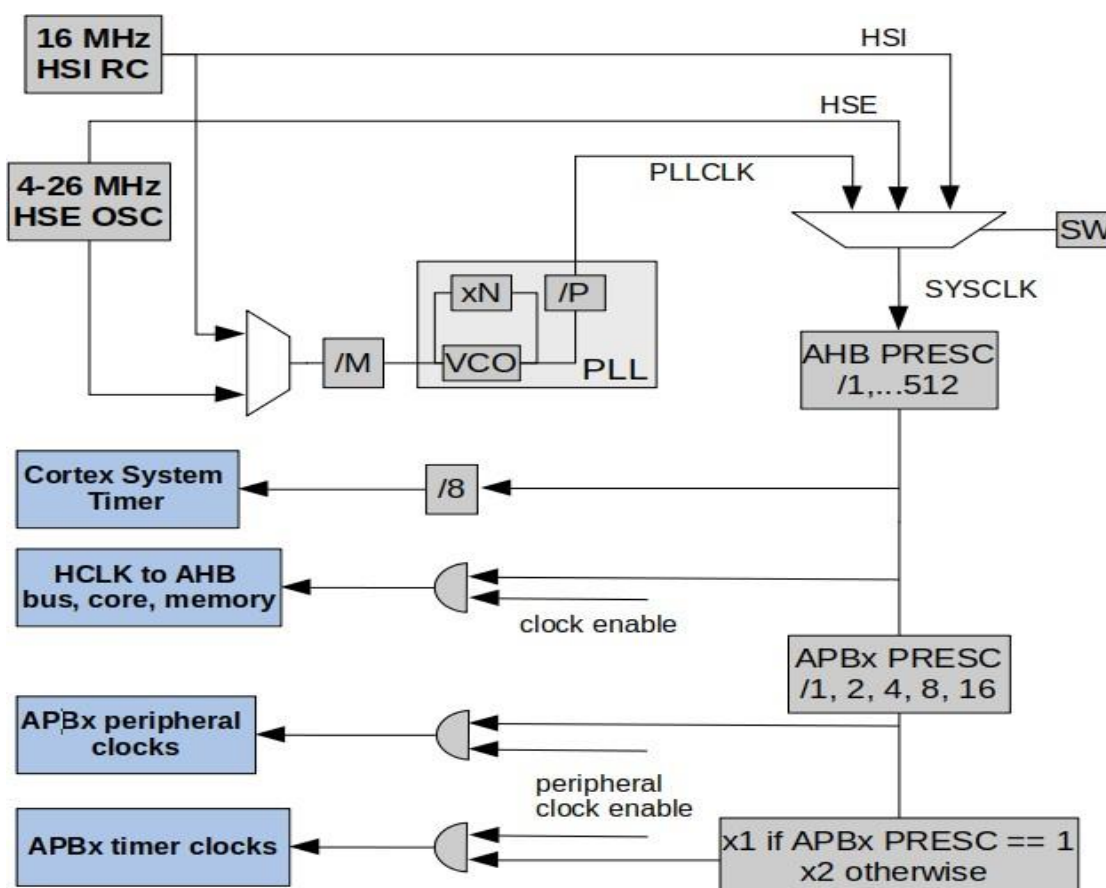 16 MHz
HSI RC
HSI
HSE
4-26 MHz
HSE OSC
PLLCLK
SW
xN
/P
SYSCLK
/M
VCO
PLL
AHB PRESC
/1,...512
Cortex System
Timer
/8
HCLK to AHB
bus, core, memory
clock enable
APBx PRESC
/1, 2, 4, 8, 16
APBx peripheral
clocks
peripheral
clock enable
APBx timer clocks
x1 if APBx PRESC == 1
x2 otherwise